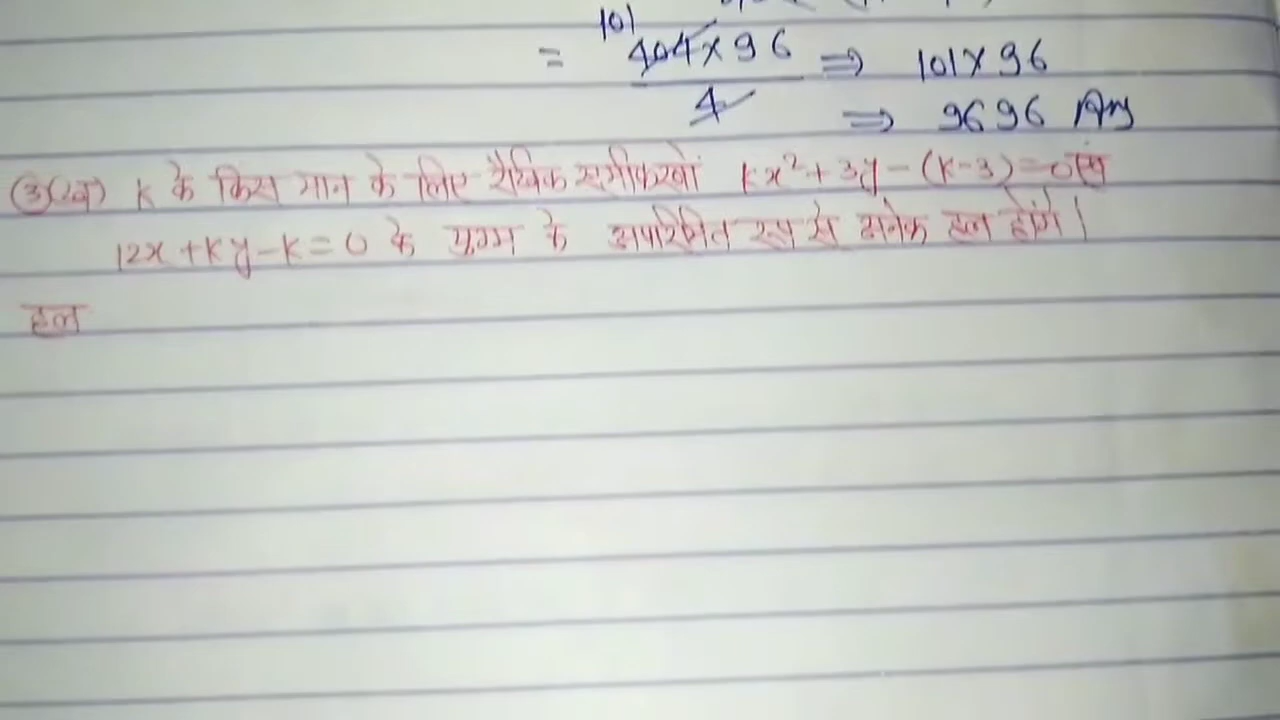 101
= 404×96 ⇒ 101×96
4 ⇒ 9696 Ans
③(ख) K के किस मान के लिए रैखिक समीकरणों kx²+3y-(k-3)=0 एवं
12x+ky-k=0 के युग्म के अपरिमित रूप से अनेक हल होंगे।
हल